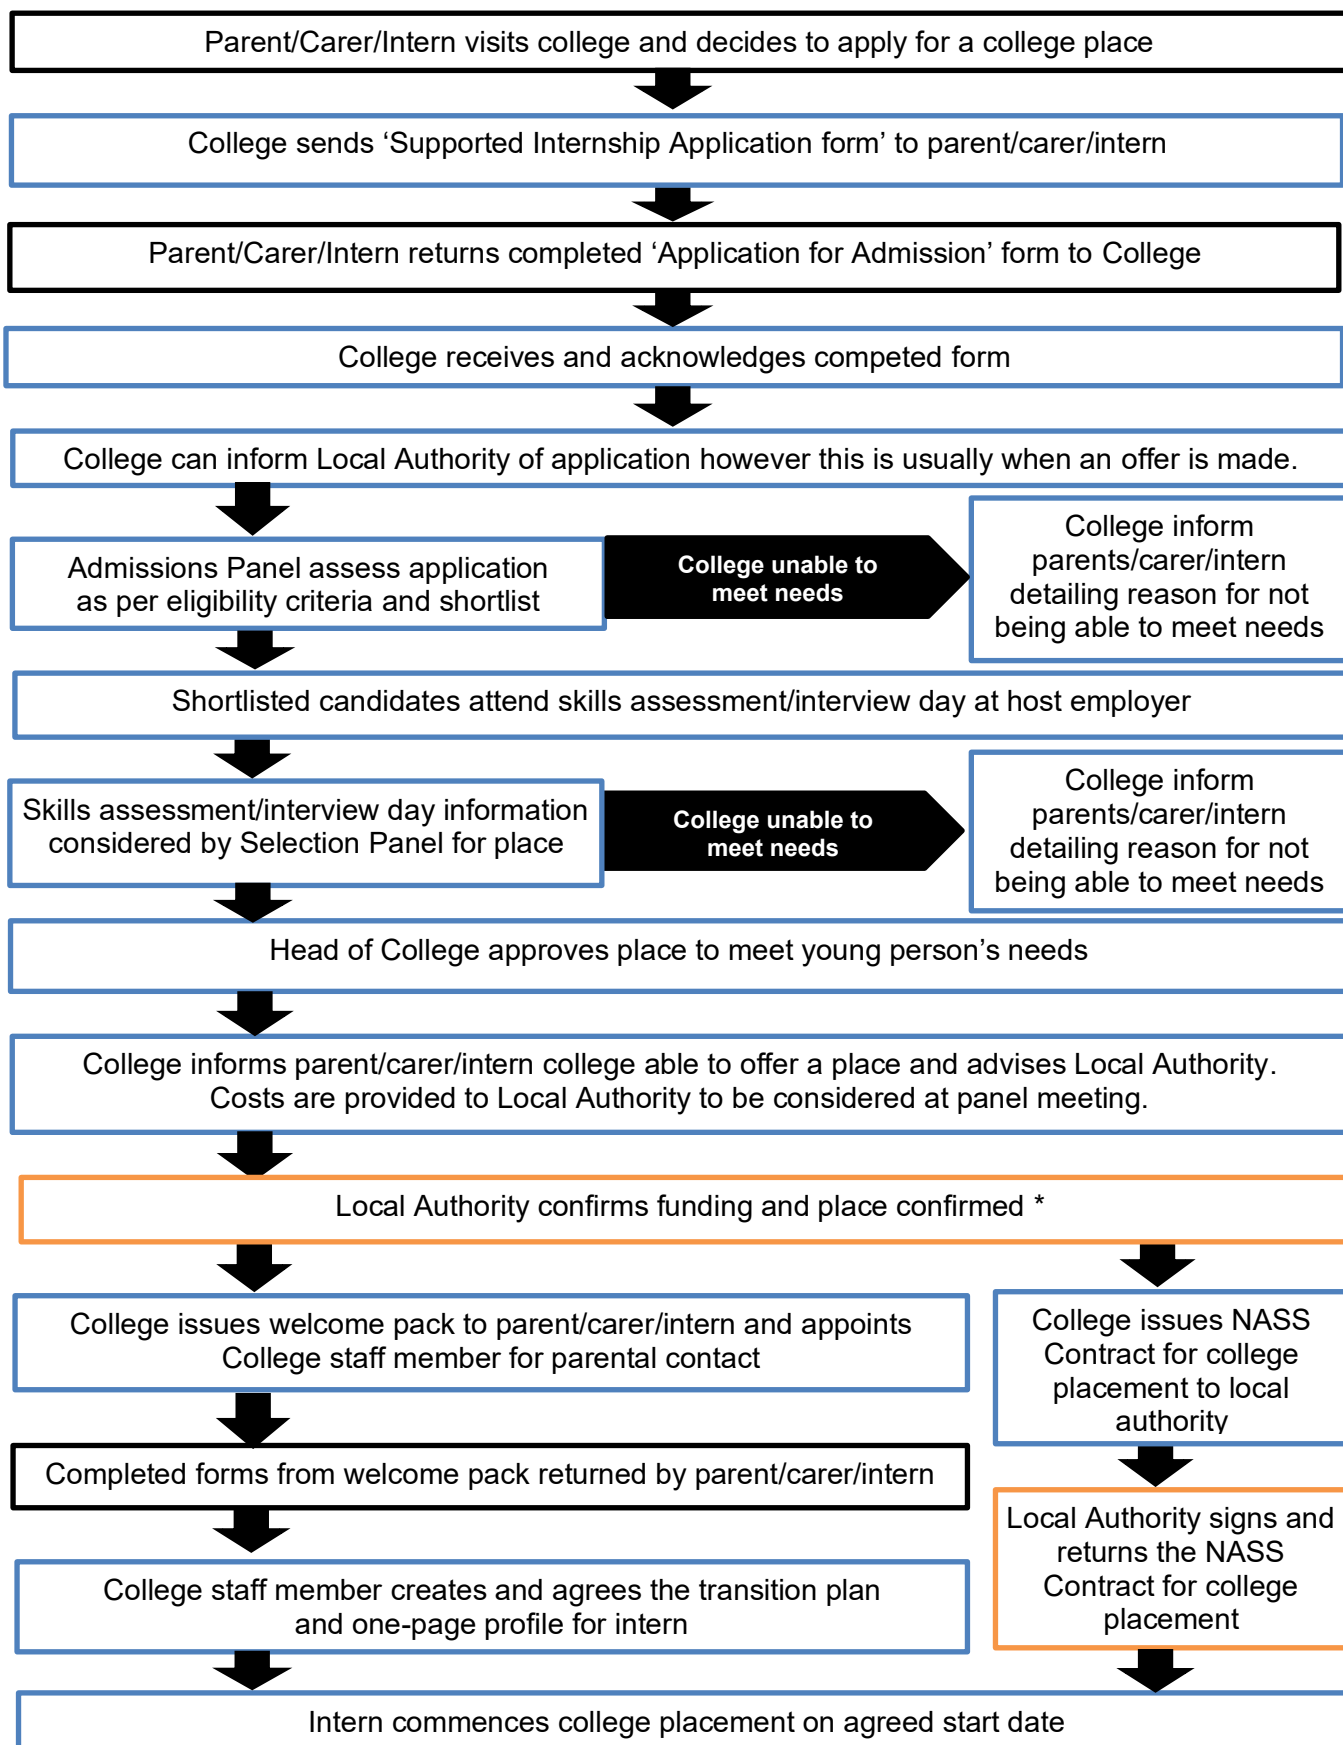 Parent/Carer/Intern visits college and decides to apply for a college place
College sends ‘Supported Internship Application form’ to parent/carer/intern
Parent/Carer/Intern returns completed ‘Application for Admission’ form to College
College receives and acknowledges competed form
College can inform Local Authority of application however this is usually when an offer is made.
Admissions Panel assess application
as per eligibility criteria and shortlist
College unable to
meet needs
College inform
parents/carer/intern
detailing reason for not
being able to meet needs
Shortlisted candidates attend skills assessment/interview day at host employer
Skills assessment/interview day information
considered by Selection Panel for place
College unable to
meet needs
College inform
parents/carer/intern
detailing reason for not
being able to meet needs
Head of College approves place to meet young person’s needs
College informs parent/carer/intern college able to offer a place and advises Local Authority.
Costs are provided to Local Authority to be considered at panel meeting.
Local Authority confirms funding and place confirmed *
College issues welcome pack to parent/carer/intern and appoints
College staff member for parental contact
College issues NASS
Contract for college
placement to local
authority
Completed forms from welcome pack returned by parent/carer/intern
Local Authority signs and
returns the NASS
Contract for college
placement
College staff member creates and agrees the transition plan
and one-page profile for intern
Intern commences college placement on agreed start date